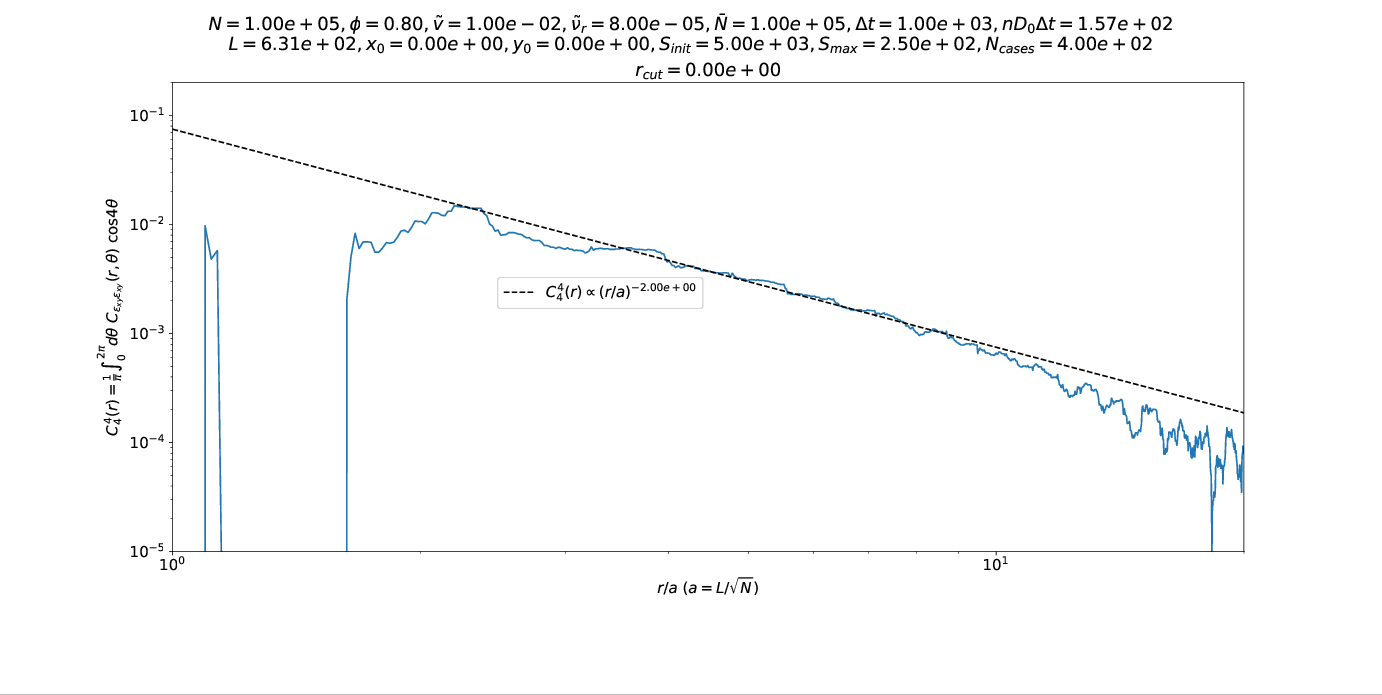 N = 1.00e + 05, ϕ = 0.80, ṽ = 1.00e − 02, ν̃_r = 8.00e − 05, N̄ = 1.00e + 05, Δt = 1.00e + 03, nD_0Δt = 1.57e + 02
L = 6.31e + 02, x_0 = 0.00e + 00, y_0 = 0.00e + 00, S_init = 5.00e + 03, S_max = 2.50e + 02, N_cases = 4.00e + 02
r_cut = 0.00e + 00
10^−1
10^−2
10^−3
10^−4
10^−5
C_4^4(r) = 1/π ∫_0^2π dθ C_ε_xyε_xy(r, θ) cos4θ
C_4^4(r) ∝ (r/a)^−2.00e+00
10^0
10^1
r/a (a = L/√N)